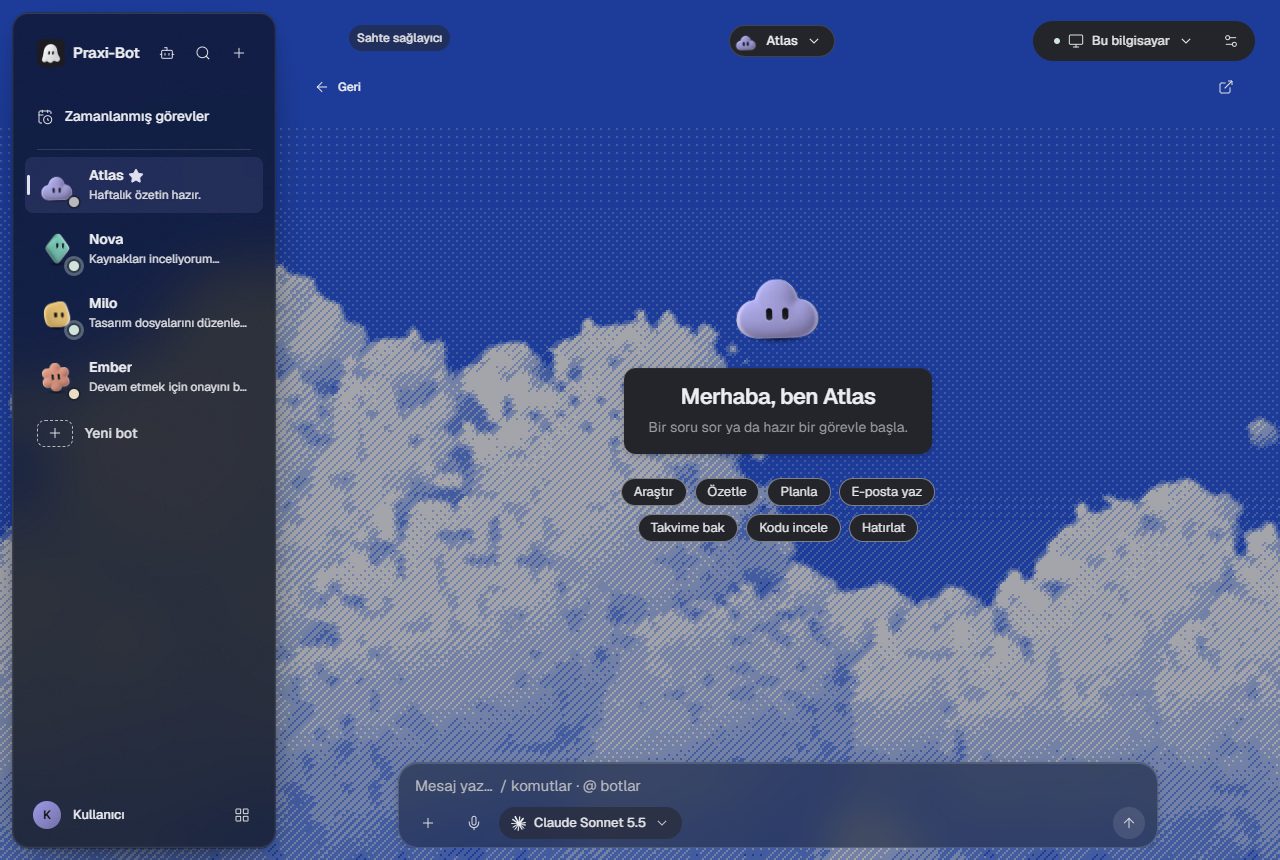 Praxi-Bot
Zamanlanmış görevler
Atlas
Haftalık özetin hazır.
Nova
Kaynakları inceliyorum...
Milo
Tasarım dosyalarını düzenle...
Ember
Devam etmek için onayını b...
Yeni bot
K Kullanıcı
Sahte sağlayıcı
Atlas
Bu bilgisayar
Geri
Merhaba, ben Atlas
Bir soru sor ya da hazır bir görevle başla.
Araştır Özetle Planla E-posta yaz
Takvime bak Kodu incele Hatırlat
Mesaj yaz... / komutlar · @ botlar
Claude Sonnet 5.5